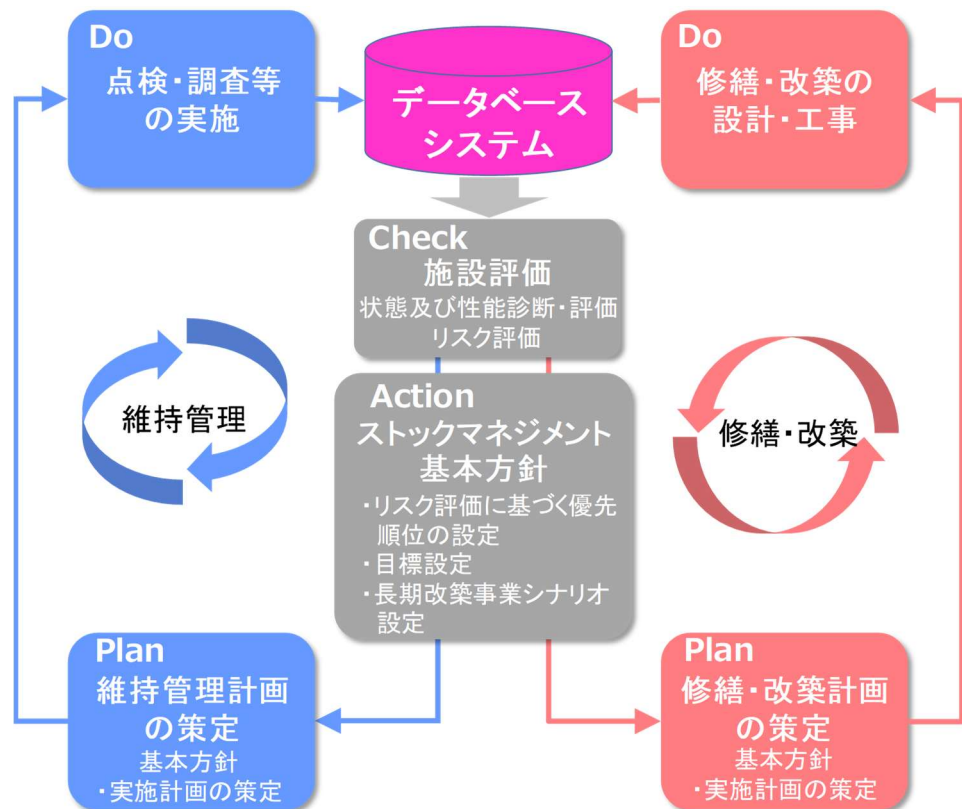 Do
点検・調査等
の実施
データベース
システム
Do
修繕・改築の
設計・工事
Check
施設評価
状態及び性能診断・評価
リスク評価
維持管理
Action
ストックマネジメント
基本方針
・リスク評価に基づく優先
順位の設定
・目標設定
・長期改築事業シナリオ
設定
修繕・改築
Plan
維持管理計画
の策定
基本方針
・実施計画の策定
Plan
修繕・改築計画
の策定
基本方針
・実施計画の策定